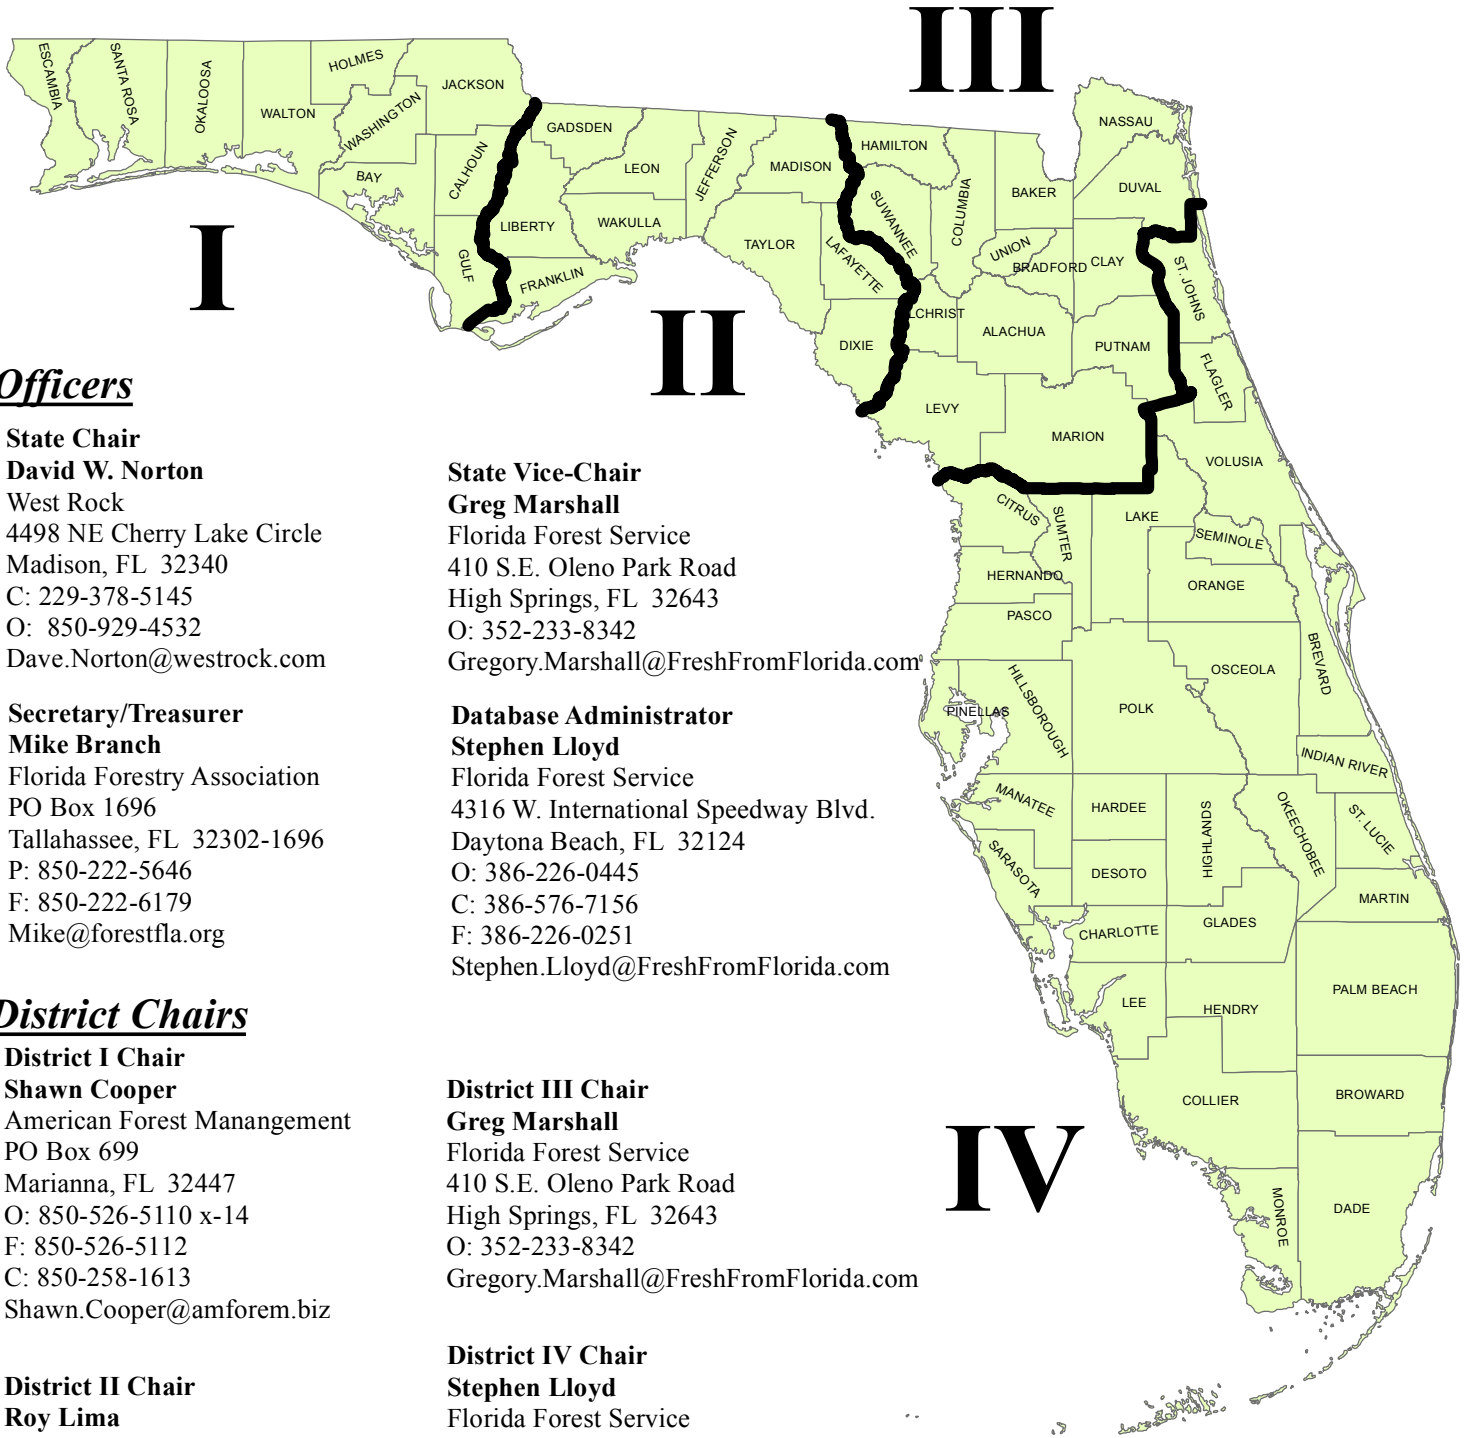 III
ESCAMBIA
SANTA ROSA
OKALOOSA
WALTON
HOLMES
WASHINGTON
JACKSON
BAY
CALHOUN
GULF
GADSDEN
LIBERTY
FRANKLIN
LEON
WAKULLA
JEFFERSON
MADISON
TAYLOR
LAFAYETTE
DIXIE
HAMILTON
SUWANNEE
COLUMBIA
BAKER
NASSAU
DUVAL
UNION
BRADFORD
CLAY
ST. JOHNS
LCHRIST
ALACHUA
PUTNAM
FLAGLER
LEVY
MARION
VOLUSIA
I
II
CITRUS
SUMTER
LAKE
SEMINOLE
HERNANDO
ORANGE
PASCO
BREVARD
OSCEOLA
PINELLAS
HILLSBOROUGH
POLK
INDIAN RIVER
MANATEE
HARDEE
HIGHLANDS
OKEECHOBEE
ST. LUCIE
SARASOTA
DESOTO
MARTIN
CHARLOTTE
GLADES
LEE
HENDRY
PALM BEACH
COLLIER
BROWARD
MONROE
DADE
IV
Officers
State Chair
David W. Norton
West Rock
4498 NE Cherry Lake Circle
Madison, FL  32340
C: 229-378-5145
O:  850-929-4532
Dave.Norton@westrock.com
State Vice-Chair
Greg Marshall
Florida Forest Service
410 S.E. Oleno Park Road
High Springs, FL  32643
O: 352-233-8342
Gregory.Marshall@FreshFromFlorida.com
Secretary/Treasurer
Mike Branch
Florida Forestry Association
PO Box 1696
Tallahassee, FL  32302-1696
P: 850-222-5646
F: 850-222-6179
Mike@forestfla.org
Database Administrator
Stephen Lloyd
Florida Forest Service
4316 W. International Speedway Blvd.
Daytona Beach, FL  32124
O: 386-226-0445
C: 386-576-7156
F: 386-226-0251
Stephen.Lloyd@FreshFromFlorida.com
District Chairs
District I Chair
Shawn Cooper
American Forest Manangement
PO Box 699
Marianna, FL  32447
O: 850-526-5110 x-14
F: 850-526-5112
C: 850-258-1613
Shawn.Cooper@amforem.biz
District III Chair
Greg Marshall
Florida Forest Service
410 S.E. Oleno Park Road
High Springs, FL  32643
O: 352-233-8342
Gregory.Marshall@FreshFromFlorida.com
District II Chair
Roy Lima
District IV Chair
Stephen Lloyd
Florida Forest Service